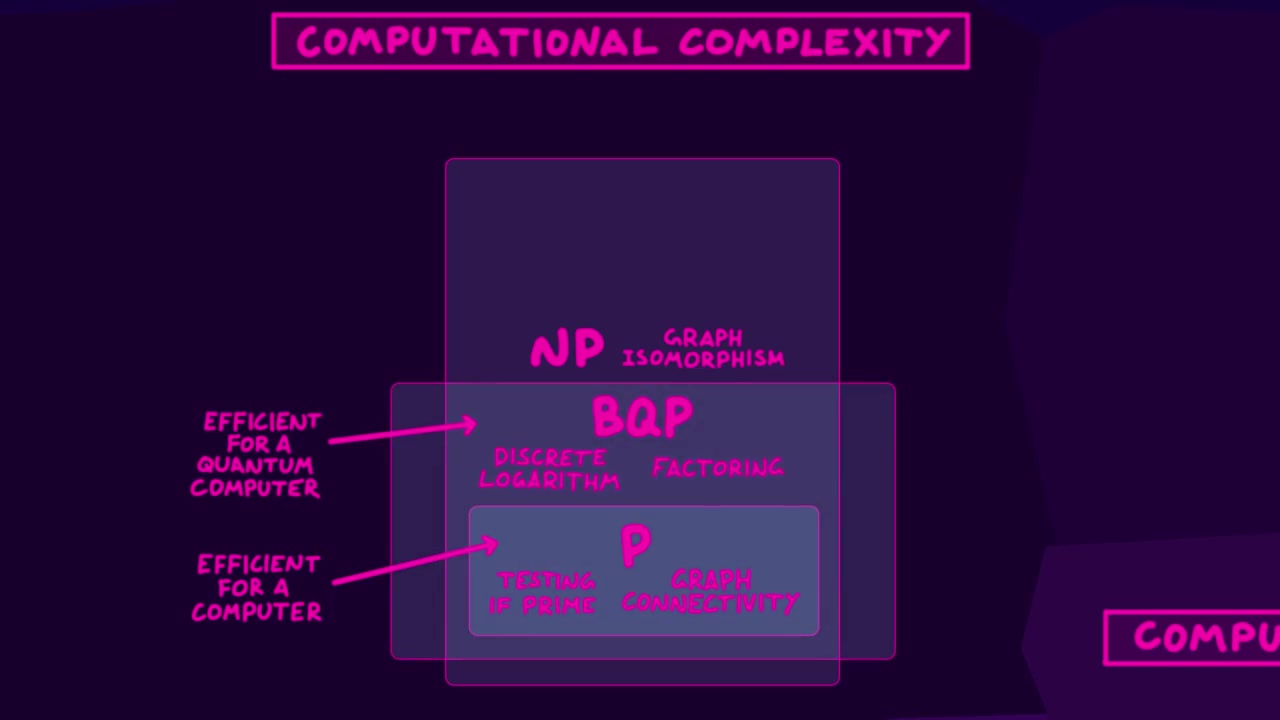 COMPUTATIONAL COMPLEXITY
NP
GRAPH
ISOMORPHISM
BQP
EFFICIENT
FOR A
QUANTUM
COMPUTER
DISCRETE
LOGARITHM
FACTORING
P
EFFICIENT
FOR A
COMPUTER
TESTING
IF PRIME
GRAPH
CONNECTIVITY
COMPU